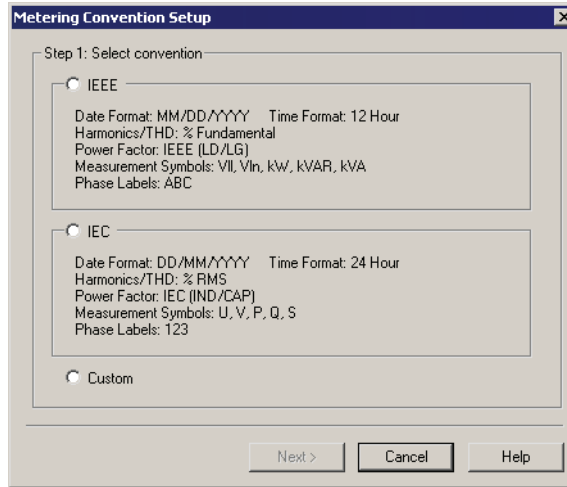 Metering Convention Setup
Step 1: Select convention
IEEE
Date Format: MM/DD/YYYY Time Format: 12 Hour
Harmonics/THD: % Fundamental
Power Factor: IEEE (LD/LG)
Measurement Symbols: Vll, Vln, kW, kVAR, kVA
Phase Labels: ABC
IEC
Date Format: DD/MM/YYYY Time Format: 24 Hour
Harmonics/THD: % RMS
Power Factor: IEC (IND/CAP)
Measurement Symbols: U, V, P, Q, S
Phase Labels: 123
Custom
Next > Cancel Help